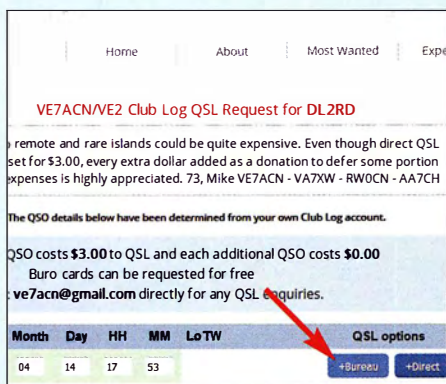 Home About Most Wanted Expe
VE7ACN/VE2 Club Log QSL Request for DL2RD
remote and rare islands could be quite expensive. Even though direct QSL
set for $3.00, every extra dollar added as a donation to defer some portion
expenses is highly appreciated. 73, Mike VE7ACN - VA7XW - RW0CN - AA7CH
The QSO details below have been determined from your own Club Log account.
QSO costs $3.00 to QSL and each additional QSO costs $0.00
Buro cards can be requested for free
ve7acn@gmail.com directly for any QSL enquiries.
Month Day HH MM LoTW QSL options
04 14 17 53 +Bureau +Direct